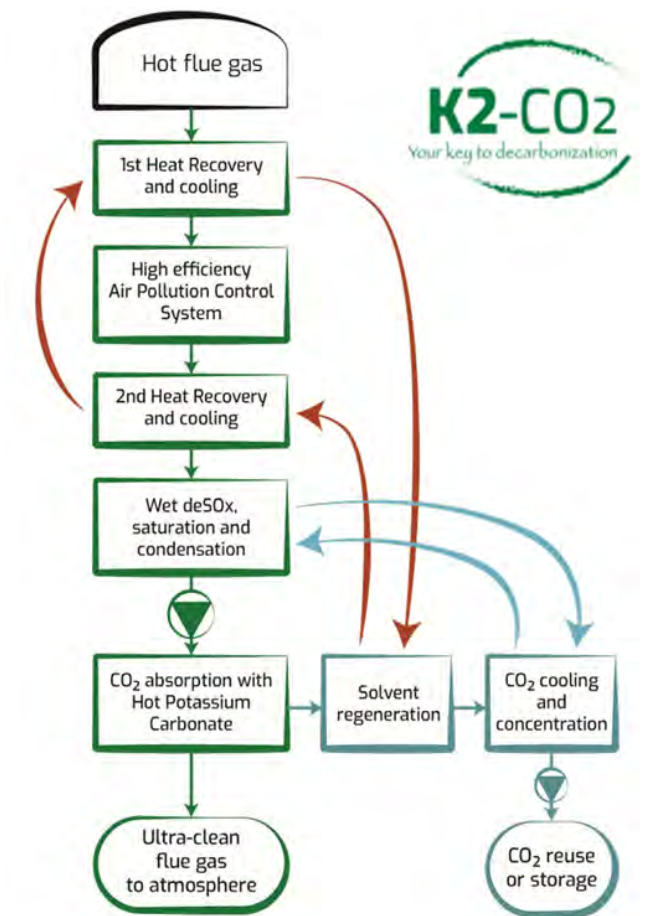 Hot flue gas
K2-CO2
Your key to decarbonization
1st Heat Recovery
and cooling
High efficiency
Air Pollution Control
System
2nd Heat Recovery
and cooling
Wet deSOx,
saturation and
condensation
CO₂ absorption with
Hot Potassium
Carbonate
Solvent
regeneration
CO₂ cooling
and
concentration
Ultra-clean
flue gas
to atmosphere
CO₂ reuse
or storage